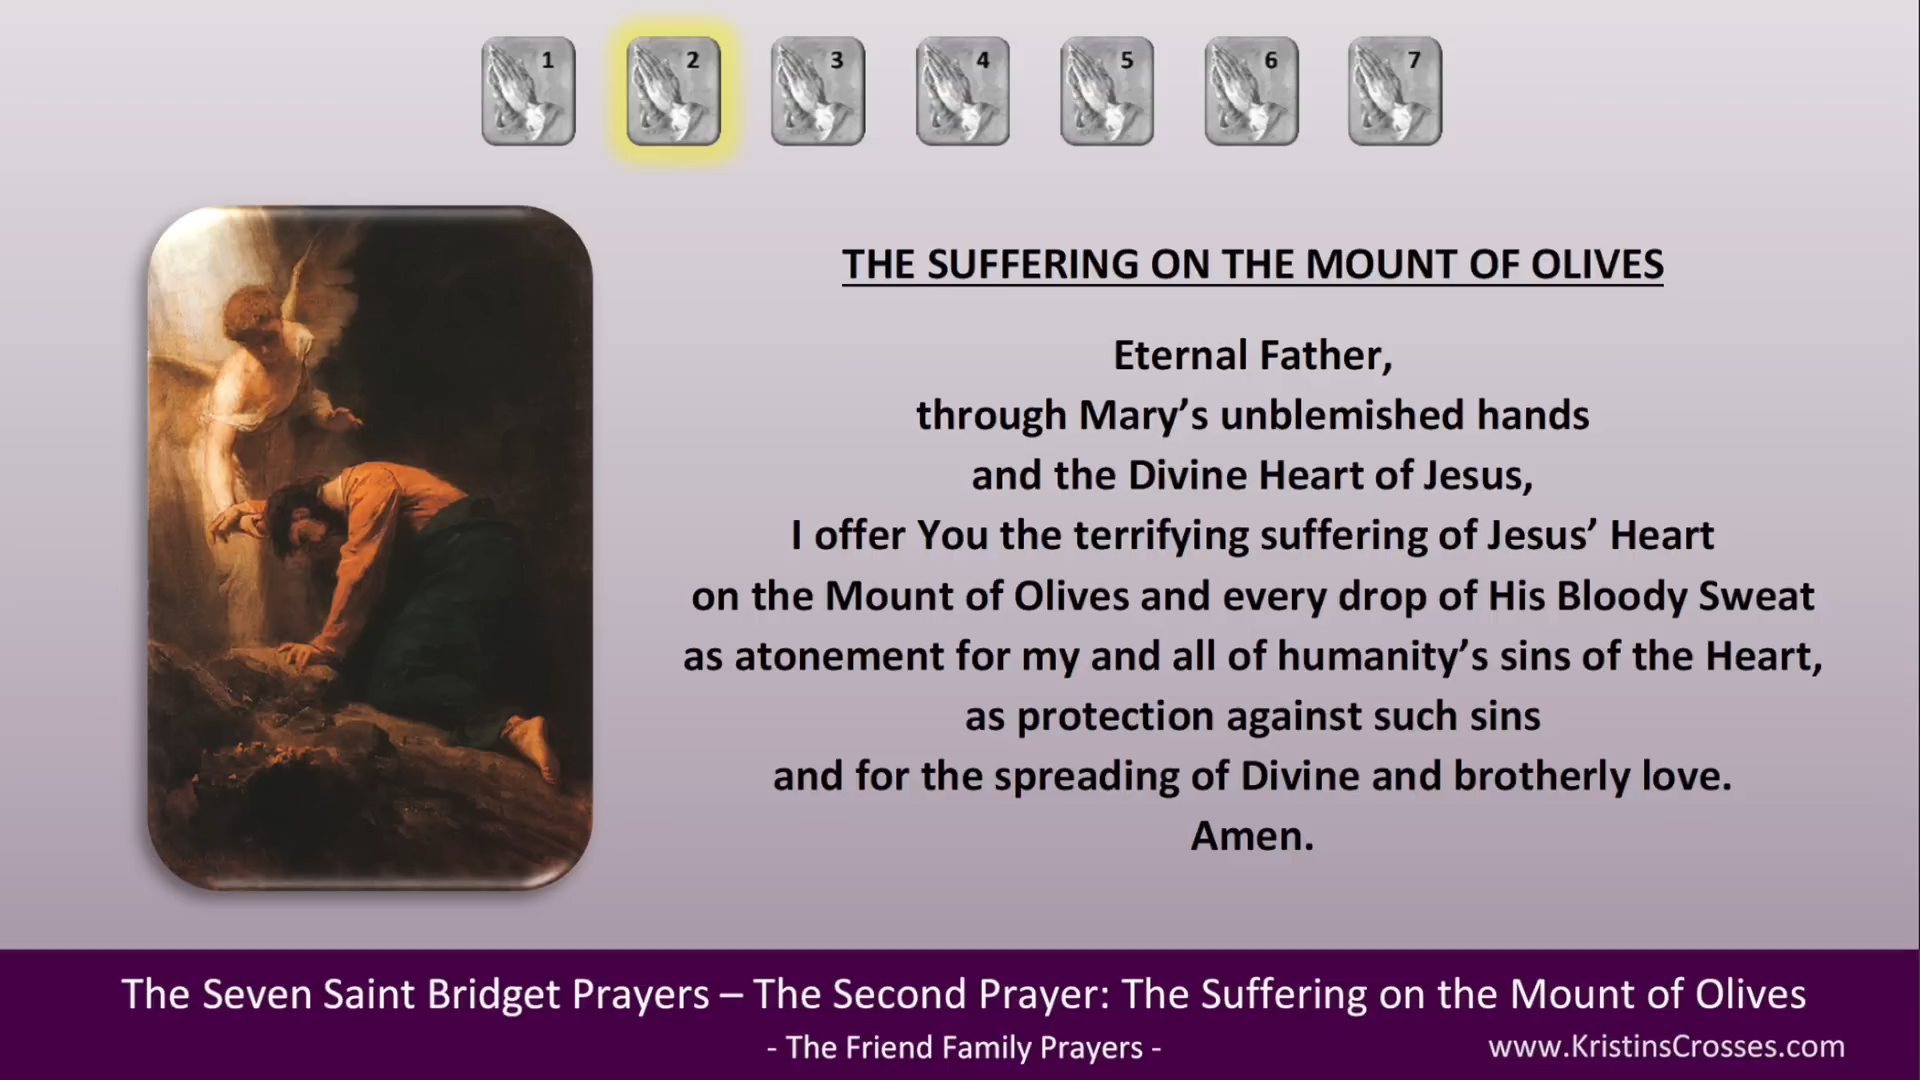 1
2
3
4
5
6
7
THE SUFFERING ON THE MOUNT OF OLIVES
Eternal Father,
through Mary’s unblemished hands
and the Divine Heart of Jesus,
I offer You the terrifying suffering of Jesus’ Heart
on the Mount of Olives and every drop of His Bloody Sweat
as atonement for my and all of humanity’s sins of the Heart,
as protection against such sins
and for the spreading of Divine and brotherly love.
Amen.
The Seven Saint Bridget Prayers – The Second Prayer: The Suffering on the Mount of Olives
- The Friend Family Prayers -
www.KristinsCrosses.com